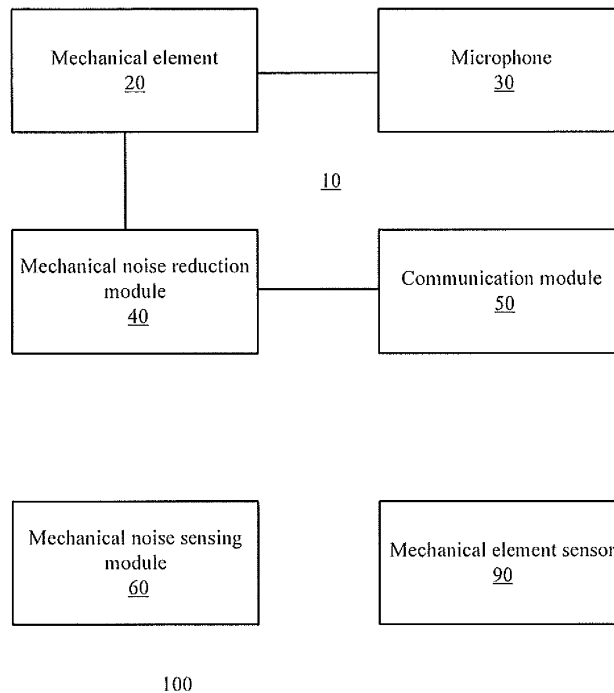 Mechanical element
20
Microphone
30
10
Mechanical noise reduction
module
40
Communication module
50
Mechanical noise sensing
module
60
Mechanical element sensor
90
100